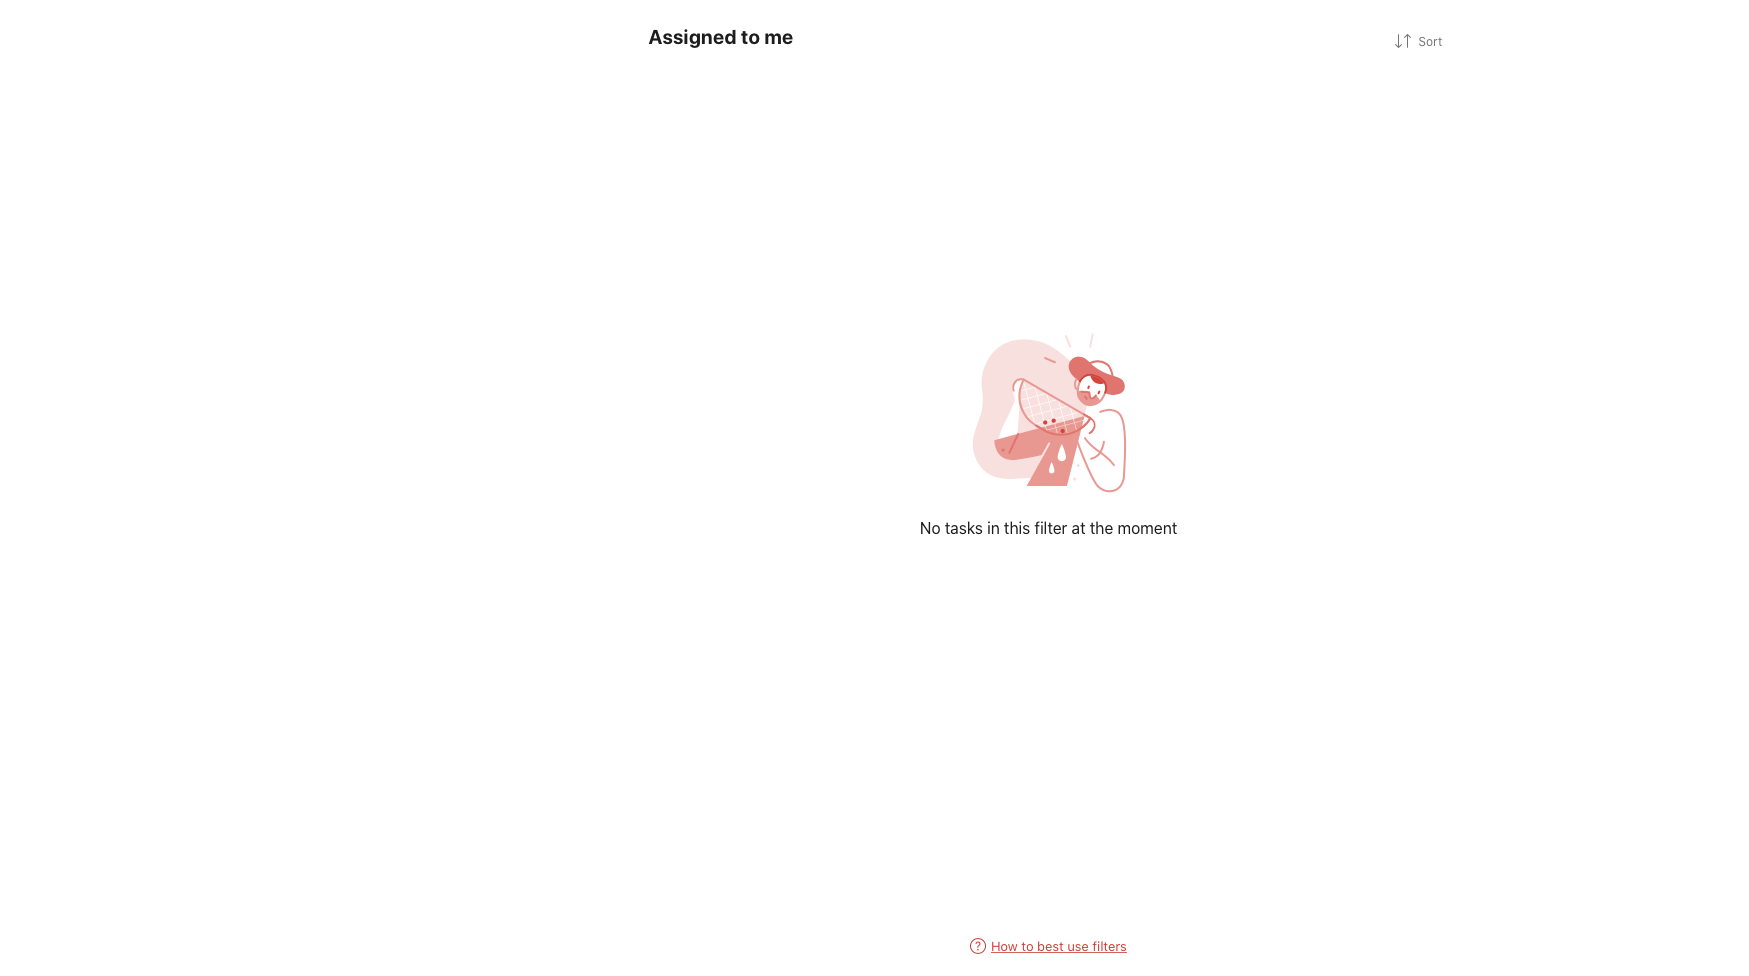 Assigned to me
Sort
No tasks in this filter at the moment
How to best use filters